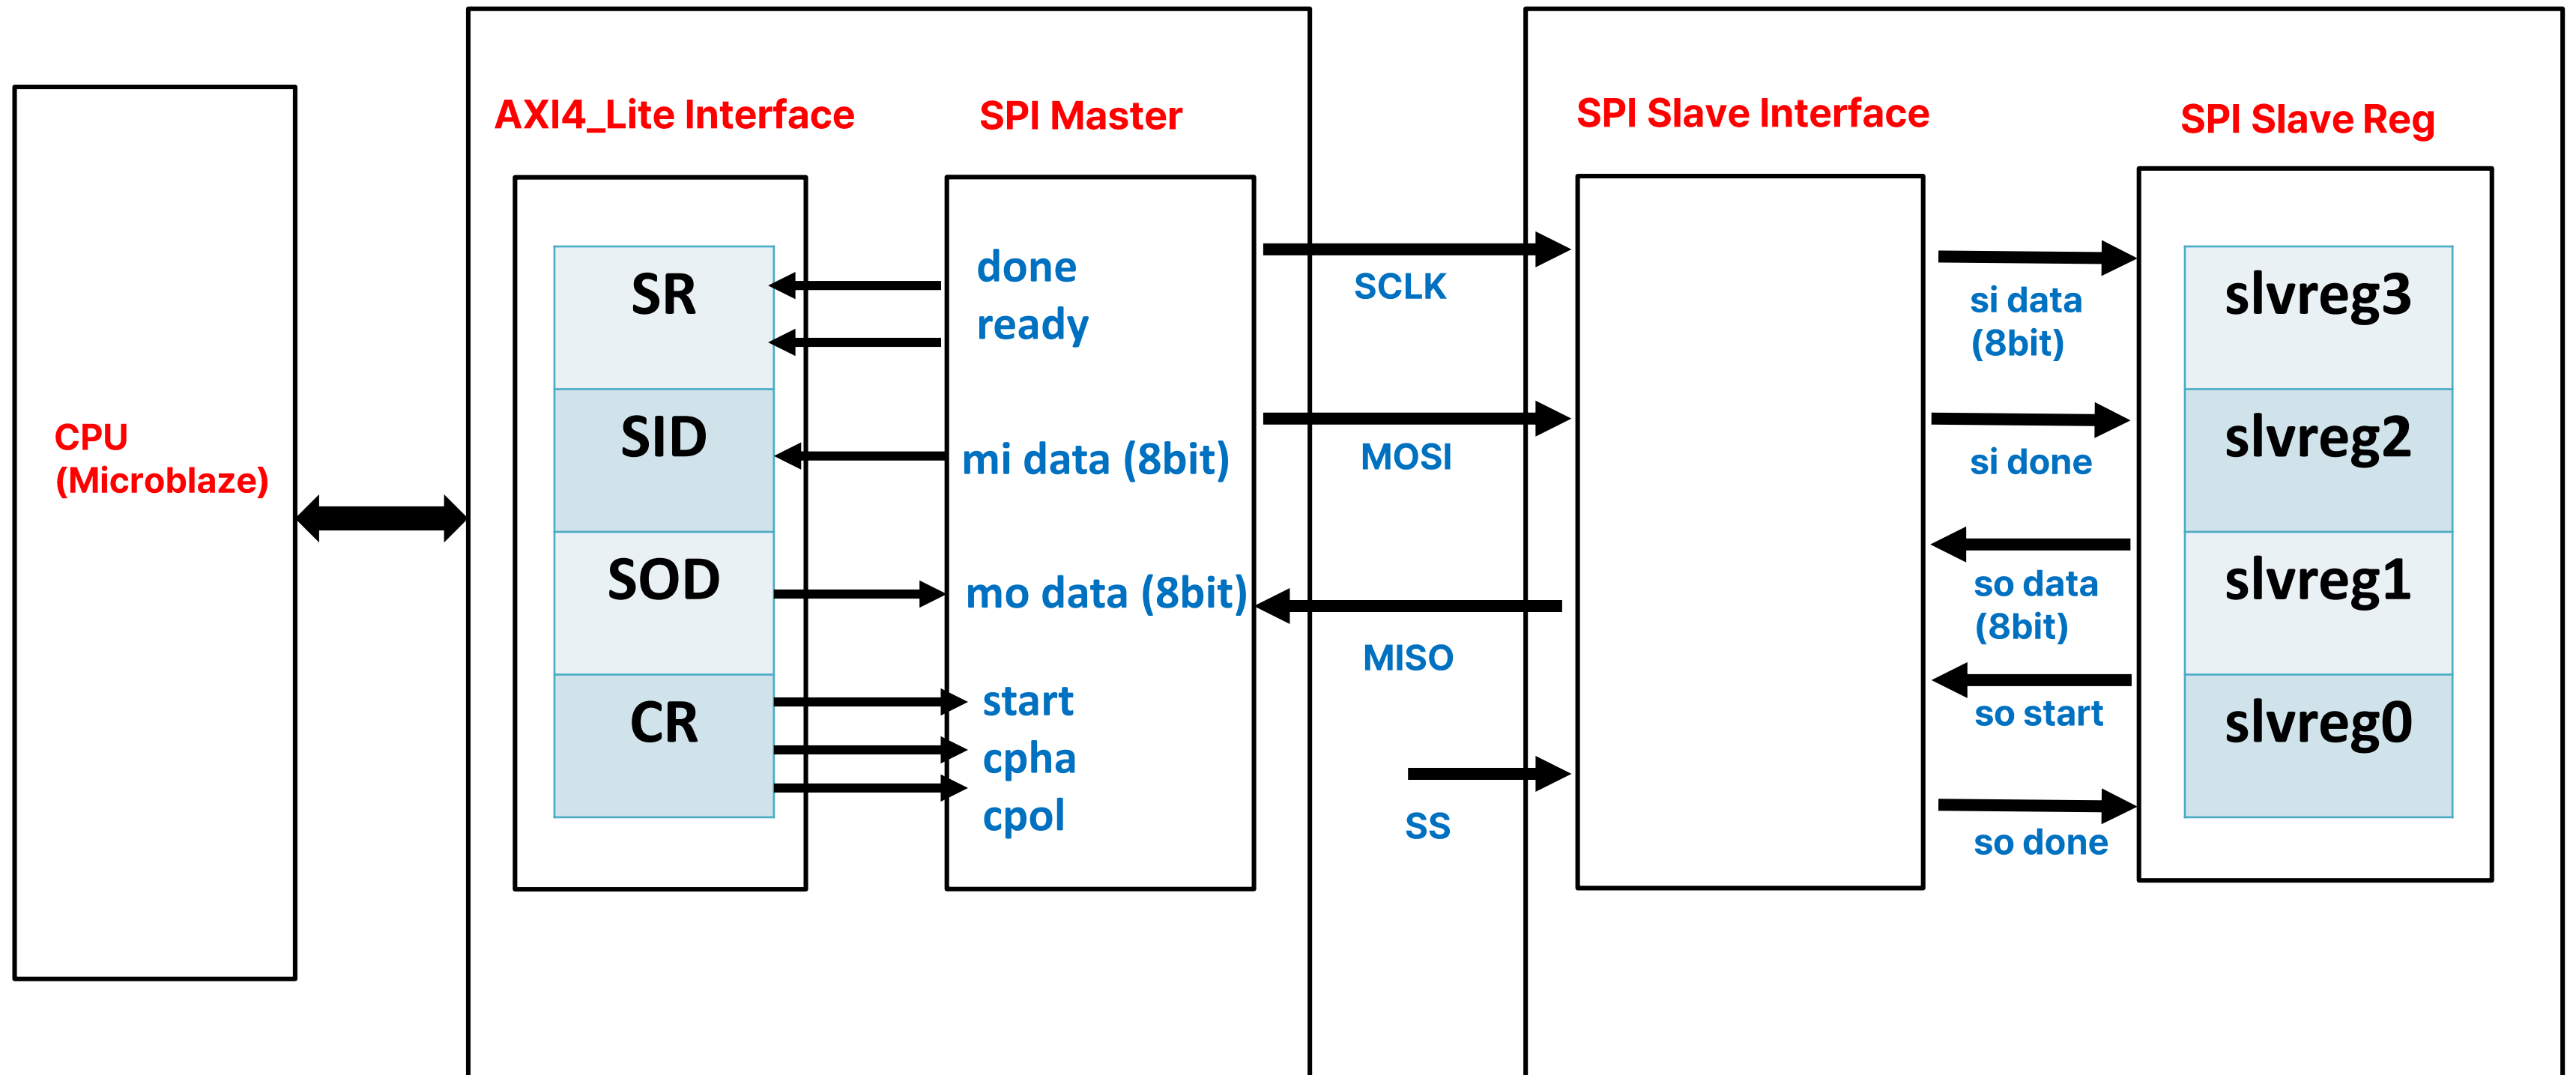 CPU
(Microblaze)
AXI4_Lite Interface
SR
SID
SOD
CR
SPI Master
done
ready
mi data (8bit)
mo data (8bit)
start
cpha
cpol
SCLK
MOSI
MISO
SS
SPI Slave Interface
si data
(8bit)
si done
so data
(8bit)
so start
so done
SPI Slave Reg
slvreg3
slvreg2
slvreg1
slvreg0